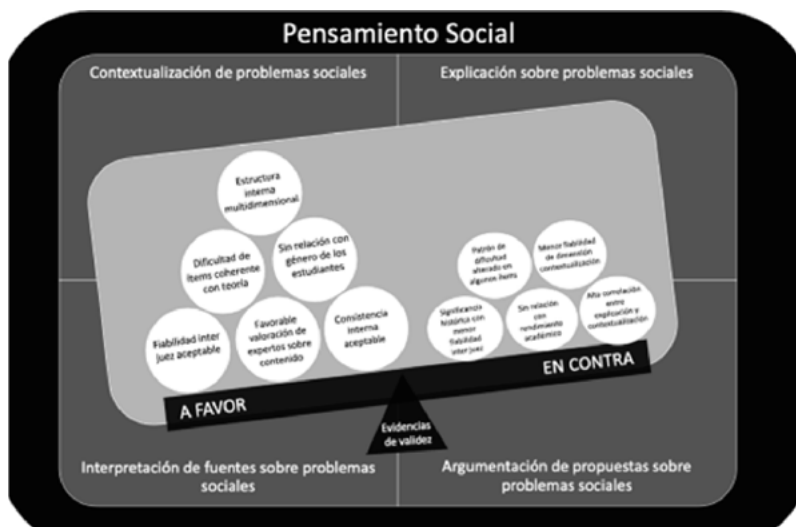 Pensamiento Social
Contextualización de problemas sociales
Explicación sobre problemas sociales
Estructura
interna
multidimensional
Dificultad de
ítems coherente
con teoría
Sin relación con
género de los
estudiantes
Fiabilidad inter
juez aceptable
Favorable
valoración de
expertos sobre
contenido
Consistencia
interna
aceptable
Patrón de
dificultad
alterado en
algunos ítems
Menor fiabilidad
de dimensión
contextualización
Significancia
histórica con
menor
fiabilidad
inter juez
Sin relación
con
rendimiento
académico
Alta correlación
entre
explicación y
contextualización
A FAVOR
EN CONTRA
Evidencias
de validez
Interpretación de fuentes sobre problemas
sociales
Argumentación de propuestas sobre
problemas sociales